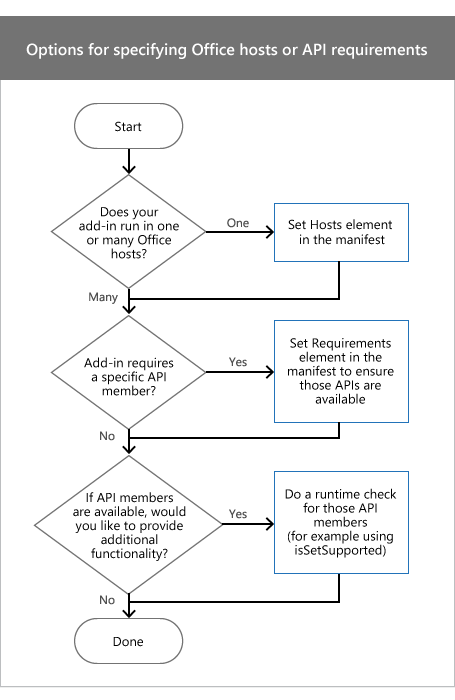 Options for specifying Office hosts or API requirements
Start
Does your
add-in run in one
or many Office
hosts?
One
Set Hosts element
in the manifest
Many
Add-in requires
a specific API
member?
Yes
Set Requirements
element in the
manifest to ensure
those APIs are
available
No
If API members
are available, would
you like to provide
additional
functionality?
Yes
Do a runtime check
for those API
members
(for example using
isSetSupported)
No
Done